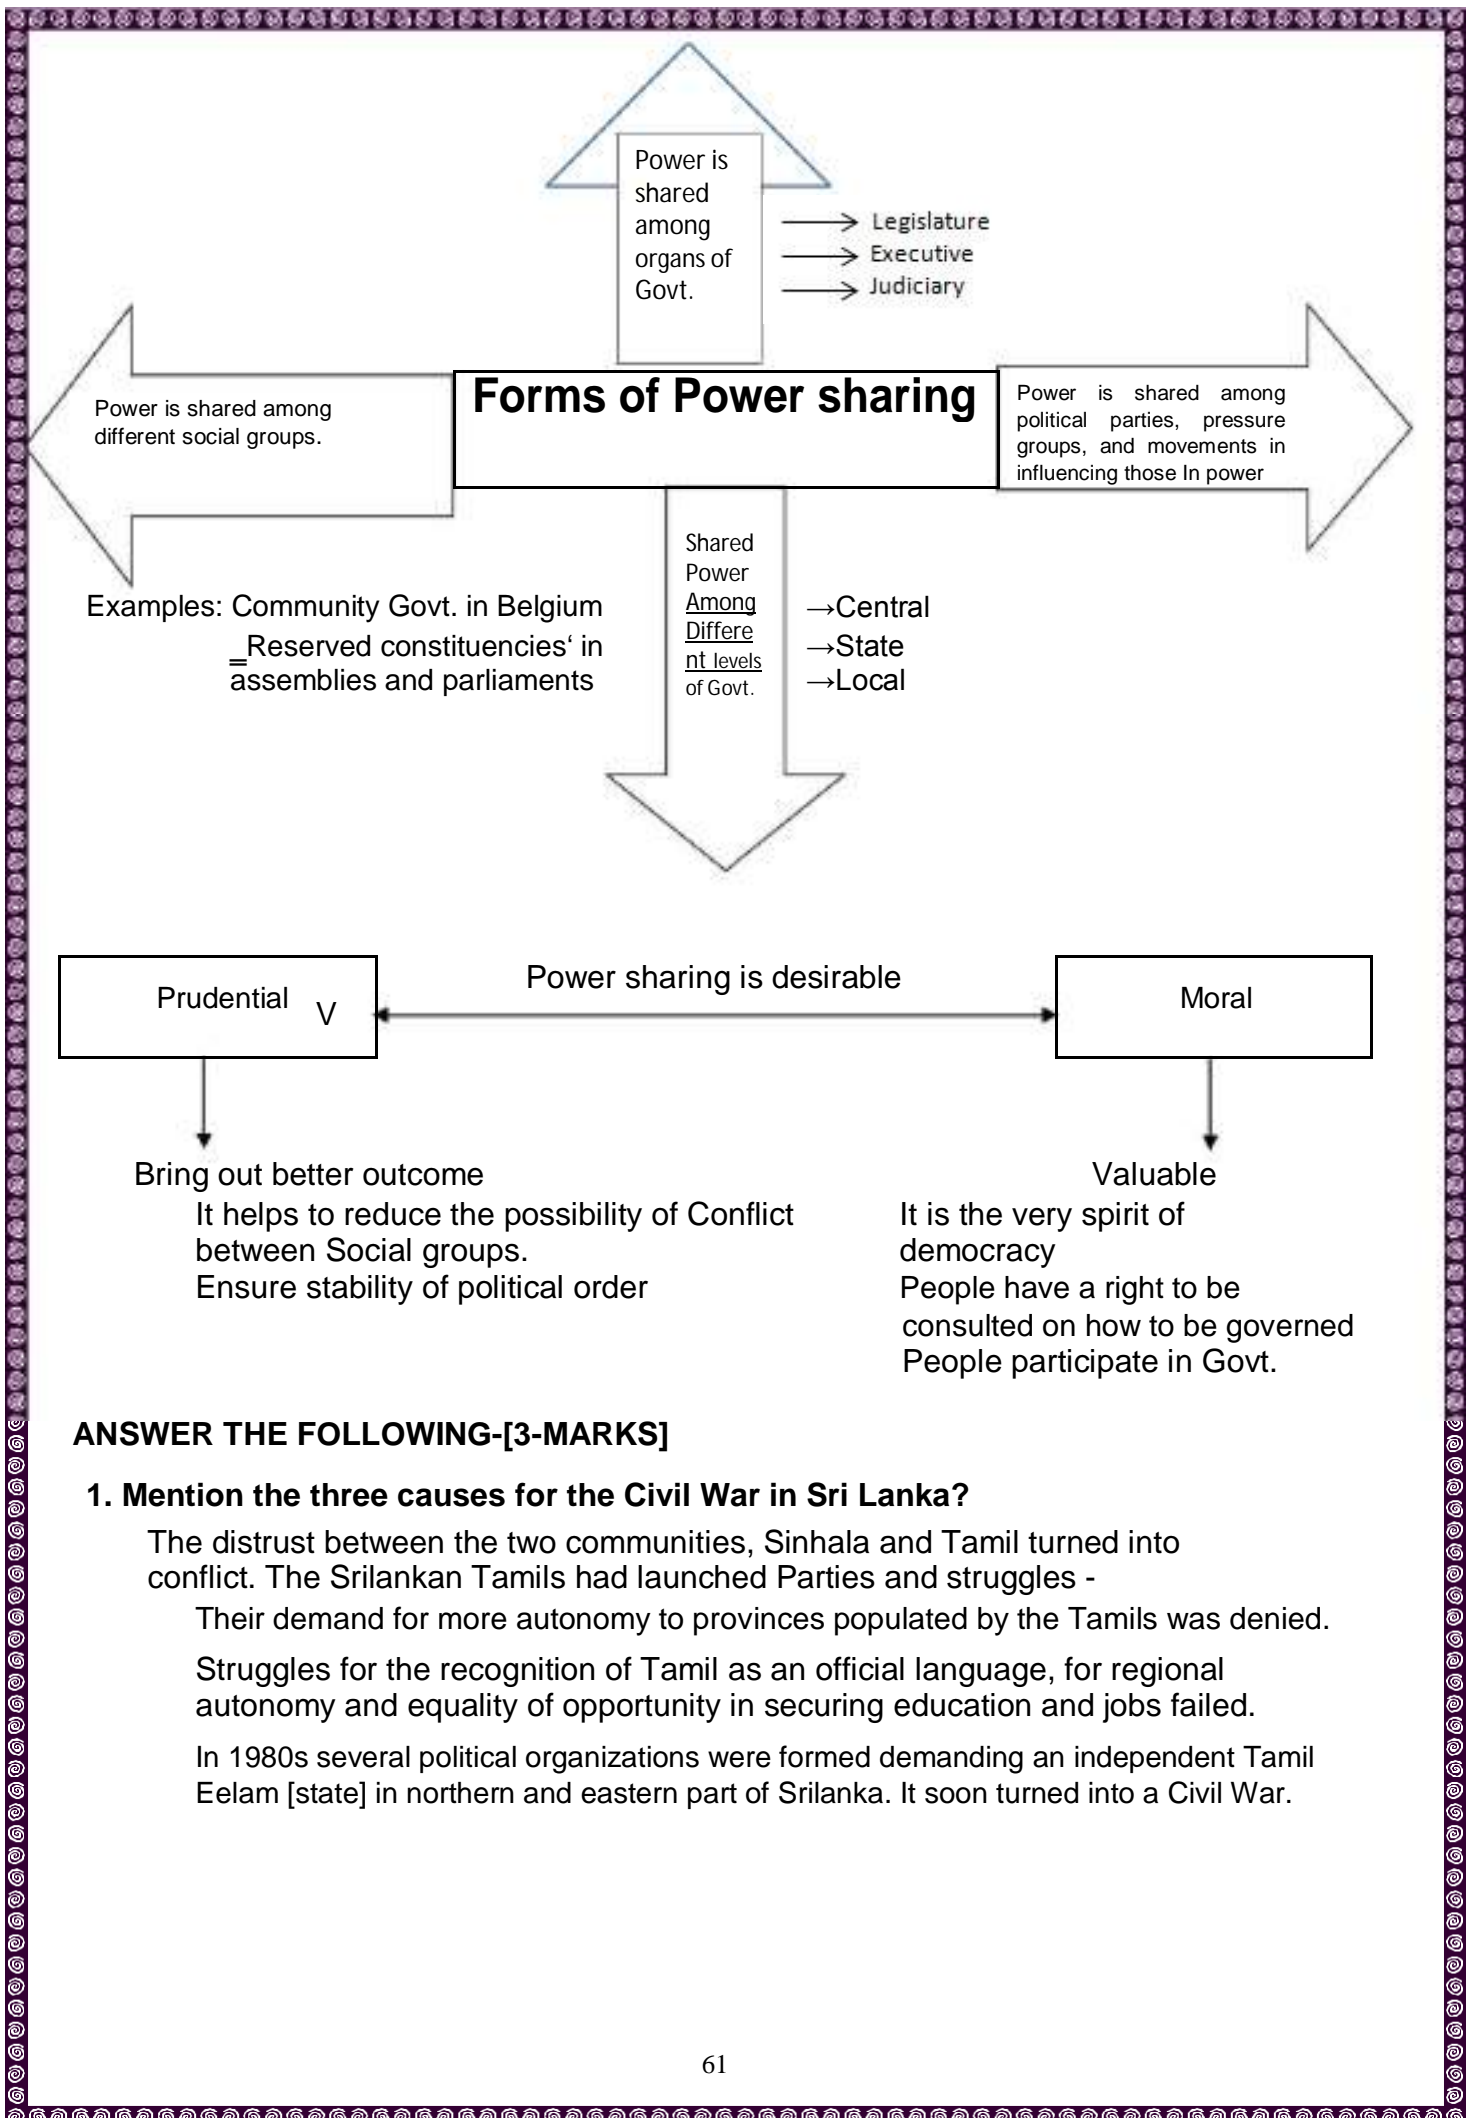 Power is
shared
among
organs of
Govt.
Legislature
Executive
Judiciary
Forms of Power sharing
Power is shared among
different social groups.
Power is shared among
political parties, pressure
groups, and movements in
influencing those In power
Shared
Power
Among
Differe
nt levels
of Govt.
→Central
→State
→Local
Examples: Community Govt. in Belgium
‗Reserved constituencies‘ in
assemblies and parliaments
Power sharing is desirable
Prudential V
Moral
Bring out better outcome
It helps to reduce the possibility of Conflict
between Social groups.
Ensure stability of political order
Valuable
It is the very spirit of
democracy
People have a right to be
consulted on how to be governed
People participate in Govt.
ANSWER THE FOLLOWING-[3-MARKS]
1. Mention the three causes for the Civil War in Sri Lanka?
The distrust between the two communities, Sinhala and Tamil turned into
conflict. The Srilankan Tamils had launched Parties and struggles -
Their demand for more autonomy to provinces populated by the Tamils was denied.
Struggles for the recognition of Tamil as an official language, for regional
autonomy and equality of opportunity in securing education and jobs failed.
In 1980s several political organizations were formed demanding an independent Tamil
Eelam [state] in northern and eastern part of Srilanka. It soon turned into a Civil War.
61